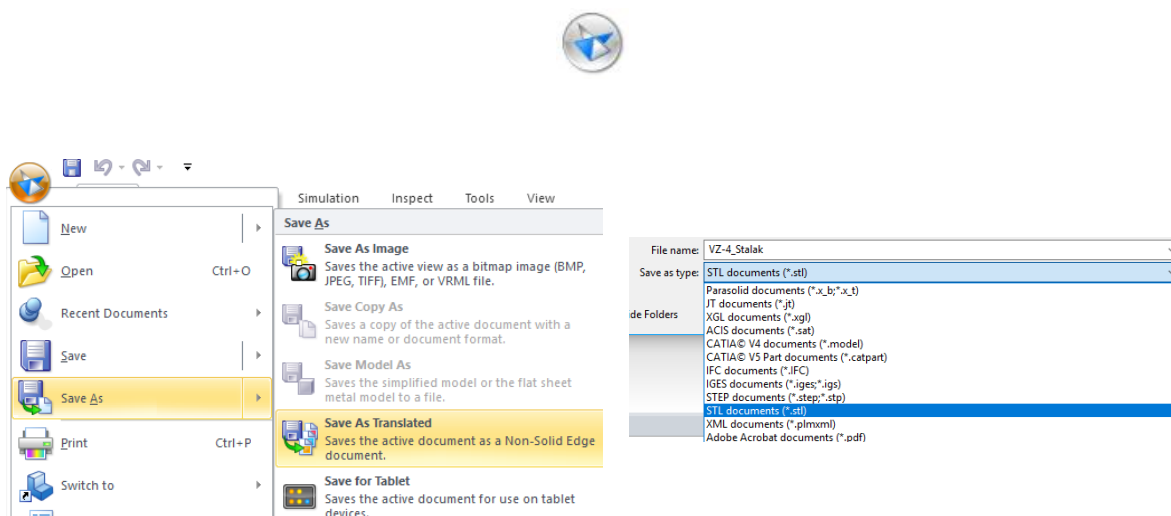 Simulation Inspect Tools View
New
Open Ctrl+O
Recent Documents
Save
Save As
Print Ctrl+P
Switch to
Save As
Save As Image
Saves the active view as a bitmap image (BMP,
JPEG, TIFF), EMF, or VRML file.
Save Copy As
Saves a copy of the active document with a
new name or document format.
Save Model As
Saves the simplified model or the flat sheet
metal model to a file.
Save As Translated
Saves the active document as a Non-Solid Edge
document.
Save for Tablet
Saves the active document for use on tablet
devices.
File name: VZ-4_Stalak
Save as type: STL documents (*.stl)
de Folders
Parasolid documents (*.x_b;*.x_t)
JT documents (*.jt)
XGL documents (*.xgl)
ACIS documents (*.sat)
CATIA© V4 documents (*.model)
CATIA© V5 Part documents (*.catpart)
IFC documents (*.IFC)
IGES documents (*.iges;*.igs)
STEP documents (*.step;*.stp)
STL documents (*.stl)
XML documents (*.plmxml)
Adobe Acrobat documents (*.pdf)